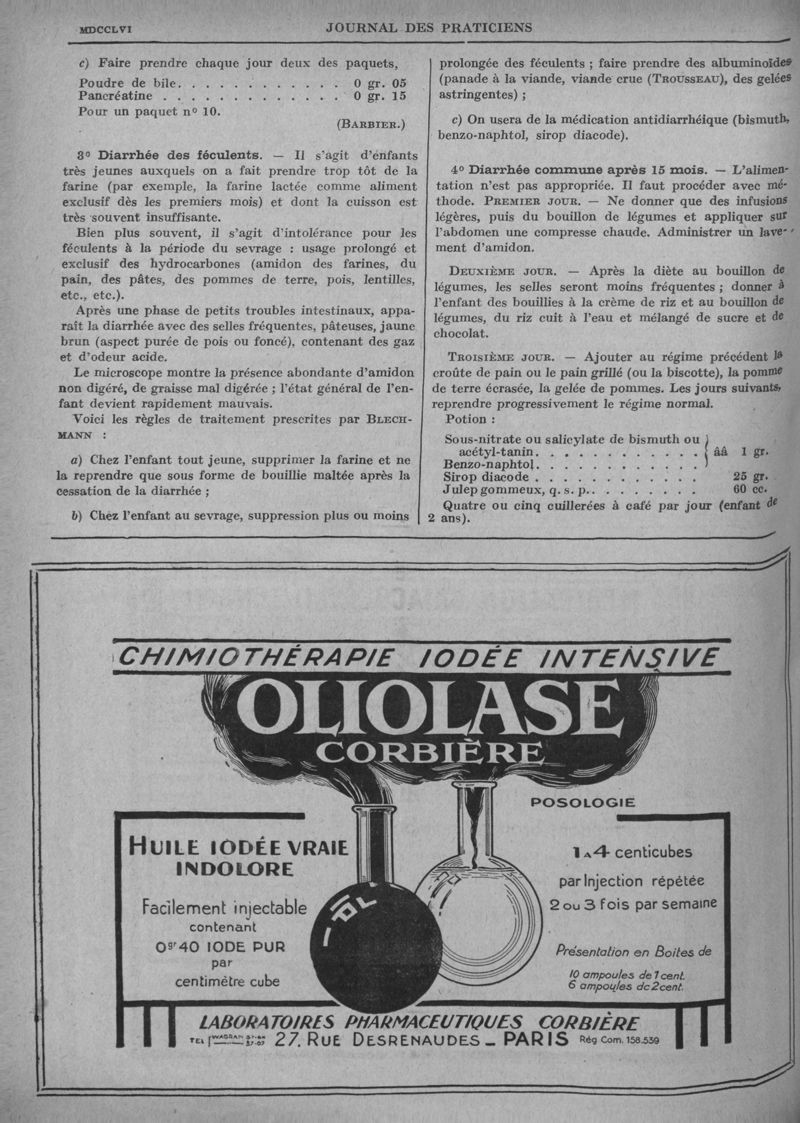 MDCCLVI
JOURNAL DES PRATICIENS
c) Faire prendre chaque jour deux des paquets,
Poudre de bile. . . . . . . . . . . . 0 gr. 05
Pancréatine . . . . . . . . . . . . . 0 gr. 15
Pour un paquet nº 10.
(BARBIER.)
3º Diarrhée des féculents. — Il s'agit d'enfants
très jeunes auxquels on a fait prendre trop tôt de la
farine (par exemple, la farine lactée comme aliment
exclusif dès les premiers mois) et dont la cuisson est
très souvent insuffisante.
Bien plus souvent, il s'agit d'intolérance pour les
féculents à la période du sevrage : usage prolongé et
exclusif des hydrocarbones (amidon des farines, du
pain, des pâtes, des pommes de terre, pois, lentilles,
etc., etc.).
Après une phase de petits troubles intestinaux, appa-
raît la diarrhée avec des selles fréquentes, pâteuses, jaune
brun (aspect purée de pois ou foncé), contenant des gaz
et d'odeur acide.
Le microscope montre la présence abondante d'amidon
non digéré, de graisse mal digérée ; l'état général de l'en-
fant devient rapidement mauvais.
Voici les règles de traitement prescrites par BLECH-
MANN :
a) Chez l'enfant tout jeune, supprimer la farine et ne
la reprendre que sous forme de bouillie maltée après la
cessation de la diarrhée ;
b) Chez l'enfant au sevrage, suppression plus ou moins
prolongée des féculents ; faire prendre des albuminoïdes
(panade à la viande, viande crue (TROUSSEAU), des gelées
astringentes) ;
c) On usera de la médication antidiarrhéique (bismuth,
benzo-naphtol, sirop diacode).
4º Diarrhée commune après 15 mois. — L'alimen-
tation n'est pas appropriée. Il faut procéder avec mé-
thode. PREMIER JOUR. — Ne donner que des infusions
légères, puis du bouillon de légumes et appliquer sur
l'abdomen une compresse chaude. Administrer un lave-
ment d'amidon.
DEUXIÈME JOUR. — Après la diète au bouillon de
légumes, les selles seront moins fréquentes ; donner à
l'enfant des bouillies à la crème de riz et au bouillon de
légumes, du riz cuit à l'eau et mélangé de sucre et de
chocolat.
TROISIÈME JOUR. — Ajouter au régime précédent la
croûte de pain ou le pain grillé (ou la biscotte), la pomme
de terre écrasée, la gelée de pommes. Les jours suivants,
reprendre progressivement le régime normal.
Potion :
Sous-nitrate ou salicylate de bismuth ou
acétyl-tanin. . . . . . . . . . . . } ââ 1 gr.
Benzo-naphtol. . . . . . . . . . . .
Sirop diacode . . . . . . . . . . . . 25 gr.
Julep gommeux, q. s. p.. . . . . . . . 60 cc.
Quatre ou cinq cuillerées à café par jour (enfant de
2 ans).
CHIMIOTHÉRAPIE IODÉE INTENSIVE
OLIOLASE
CORBIÈRE
HUILE IODÉE VRAIE
INDOLORE
Facilement injectable
contenant
0gr 40 IODE PUR
par
centimètre cube
POSOLOGIE
1 A 4 centicubes
par Injection répétée
2 ou 3 fois par semaine
Présentation en Boites de
10 ampoules de 1 cent.
6 ampoules de 2 cent.
LABORATOIRES PHARMACEUTIQUES CORBIÈRE
TEL WAGRAM 27. RUE DESRENAUDES _ PARIS Rég Com. 158.539